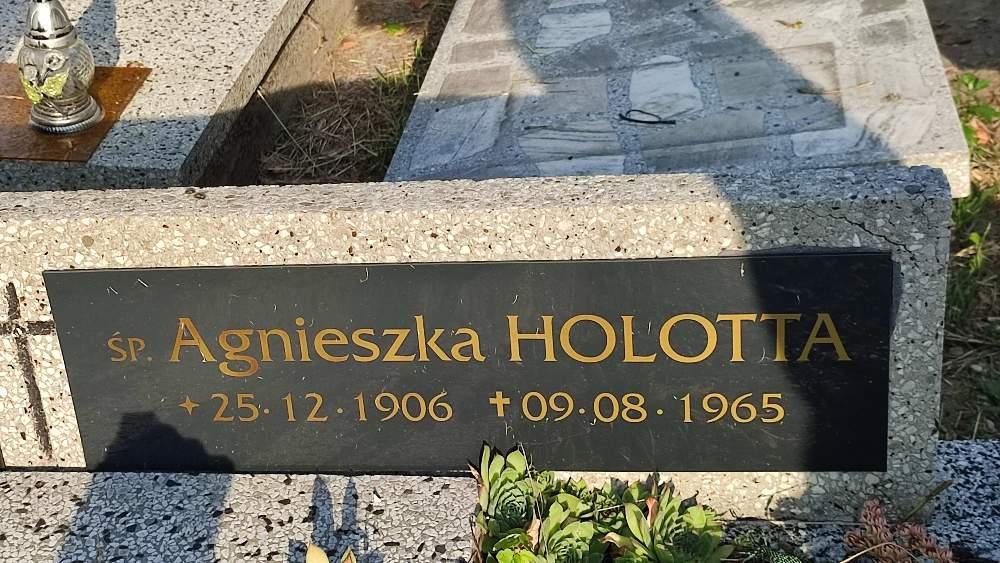 ŚP. Agnieszka HOLOTTA
✦25·12·1906 ✝09·08·1965